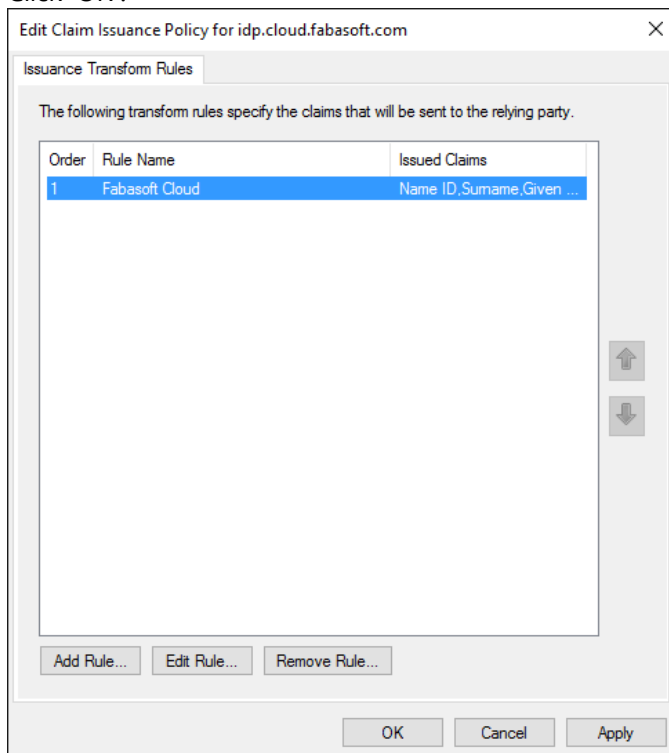 Edit Claim Issuance Policy for idp.cloud.fabasoft.com
Issuance Transform Rules
The following transform rules specify the claims that will be sent to the relying party.
Order Rule Name Issued Claims
1 Fabasoft Cloud Name ID,Surname,Given ...
Add Rule... Edit Rule... Remove Rule...
OK Cancel Apply